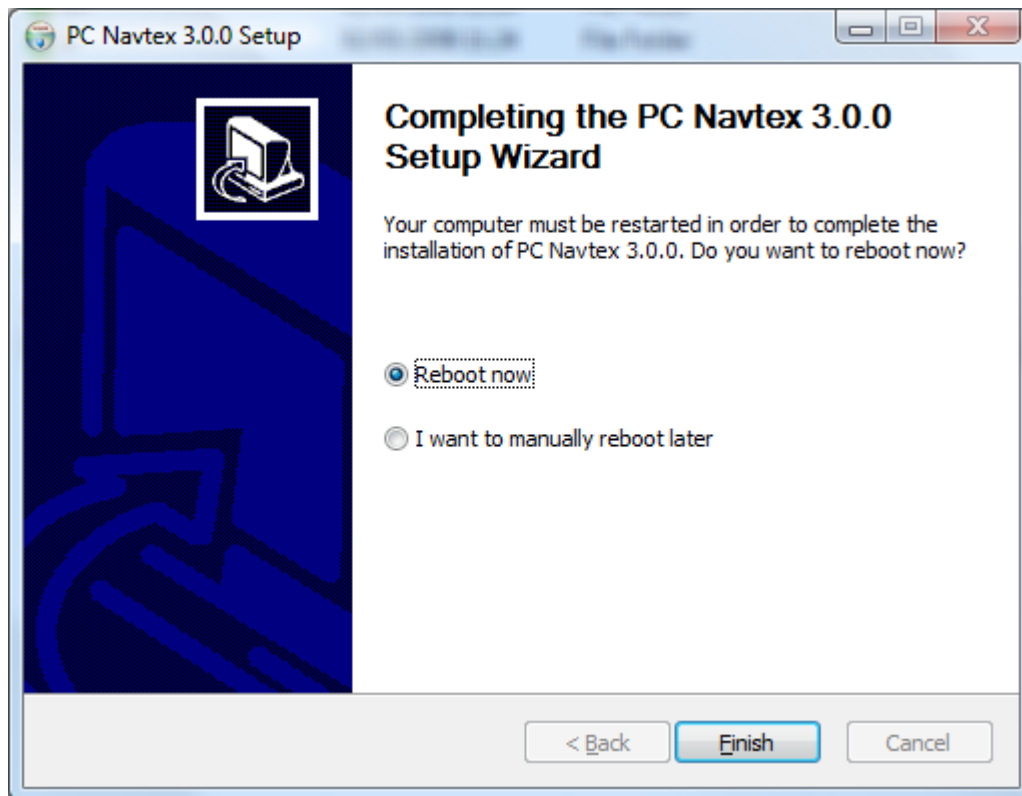 PC Navtex 3.0.0 Setup
Completing the PC Navtex 3.0.0
Setup Wizard
Your computer must be restarted in order to complete the
installation of PC Navtex 3.0.0. Do you want to reboot now?
Reboot now
I want to manually reboot later
< Back
Finish
Cancel